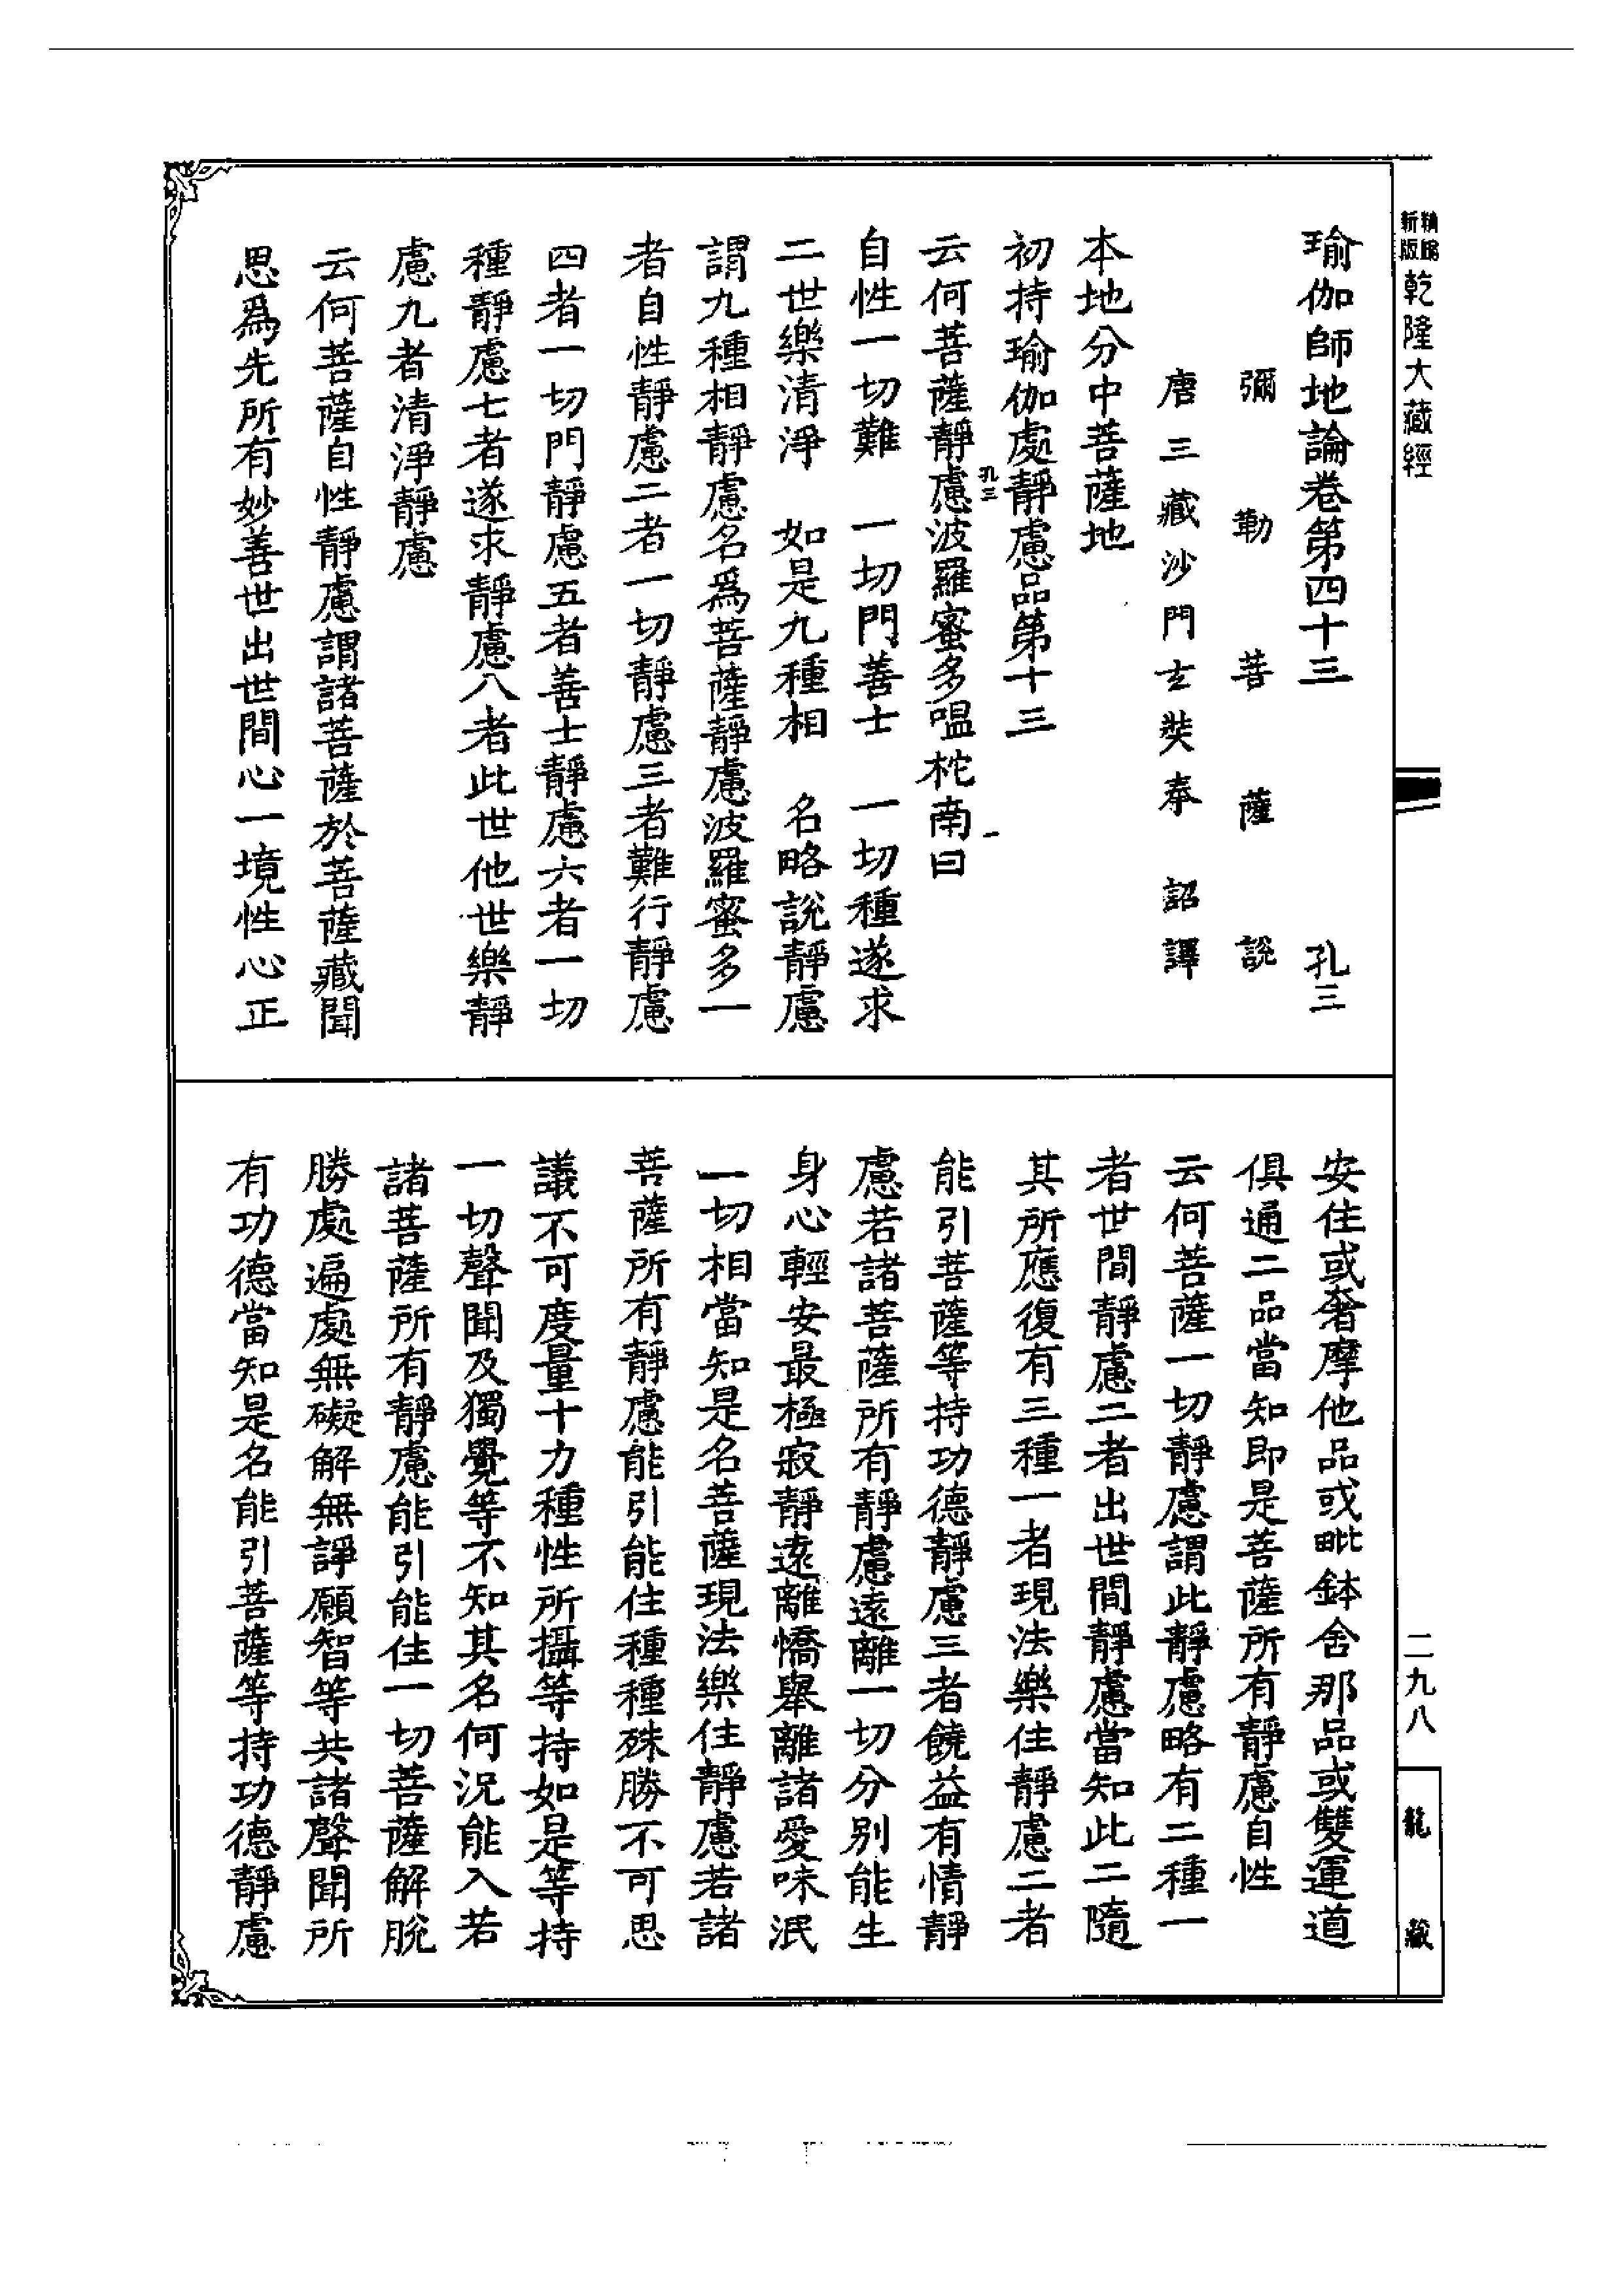 精編新版
乾隆大藏經
瑜伽師地論卷第四十三 孔三
彌勒菩薩說
唐三藏沙門玄奘奉詔譯
本地分中菩薩地
初持瑜伽處靜慮品第十三
孔三 一
云何菩薩靜慮波羅蜜多嗢柁南曰
自性一切難 一切門善士 一切種遂求
二世樂清淨 如是九種相 名略說靜慮
謂九種相靜慮名爲菩薩靜慮波羅蜜多一
者自性靜慮二者一切靜慮三者難行靜慮
四者一切門靜慮五者善士靜慮六者一切
種靜慮七者遂求靜慮八者此世他世樂靜
慮九者清淨靜慮
云何菩薩自性靜慮謂諸菩薩於菩薩藏聞
思爲先所有妙善世出世間心一境性心正
安住或奢摩他品或毗鉢舍那品或雙運道
俱通二品當知即是菩薩所有靜慮自性
云何菩薩一切靜慮謂此靜慮略有二種一
者世間靜慮二者出世間靜慮當知此二隨
其所應復有三種一者現法樂住靜慮二者
能引菩薩等持功德靜慮三者饒益有情靜
慮若諸菩薩所有靜慮遠離一切分別能生
身心輕安最極寂靜遠離憍舉離諸愛味泯
一切相當知是名菩薩現法樂住靜慮若諸
菩薩所有靜慮能引能住種種殊勝不可思
議不可度量十力種性所攝等持如是等持
一切聲聞及獨覺等不知其名何況能入若
諸菩薩所有靜慮能引能住一切菩薩解脫
勝處遍處無礙解無諍願智等共諸聲聞所
有功德當知是名能引菩薩等持功德靜慮
二九八
龍藏